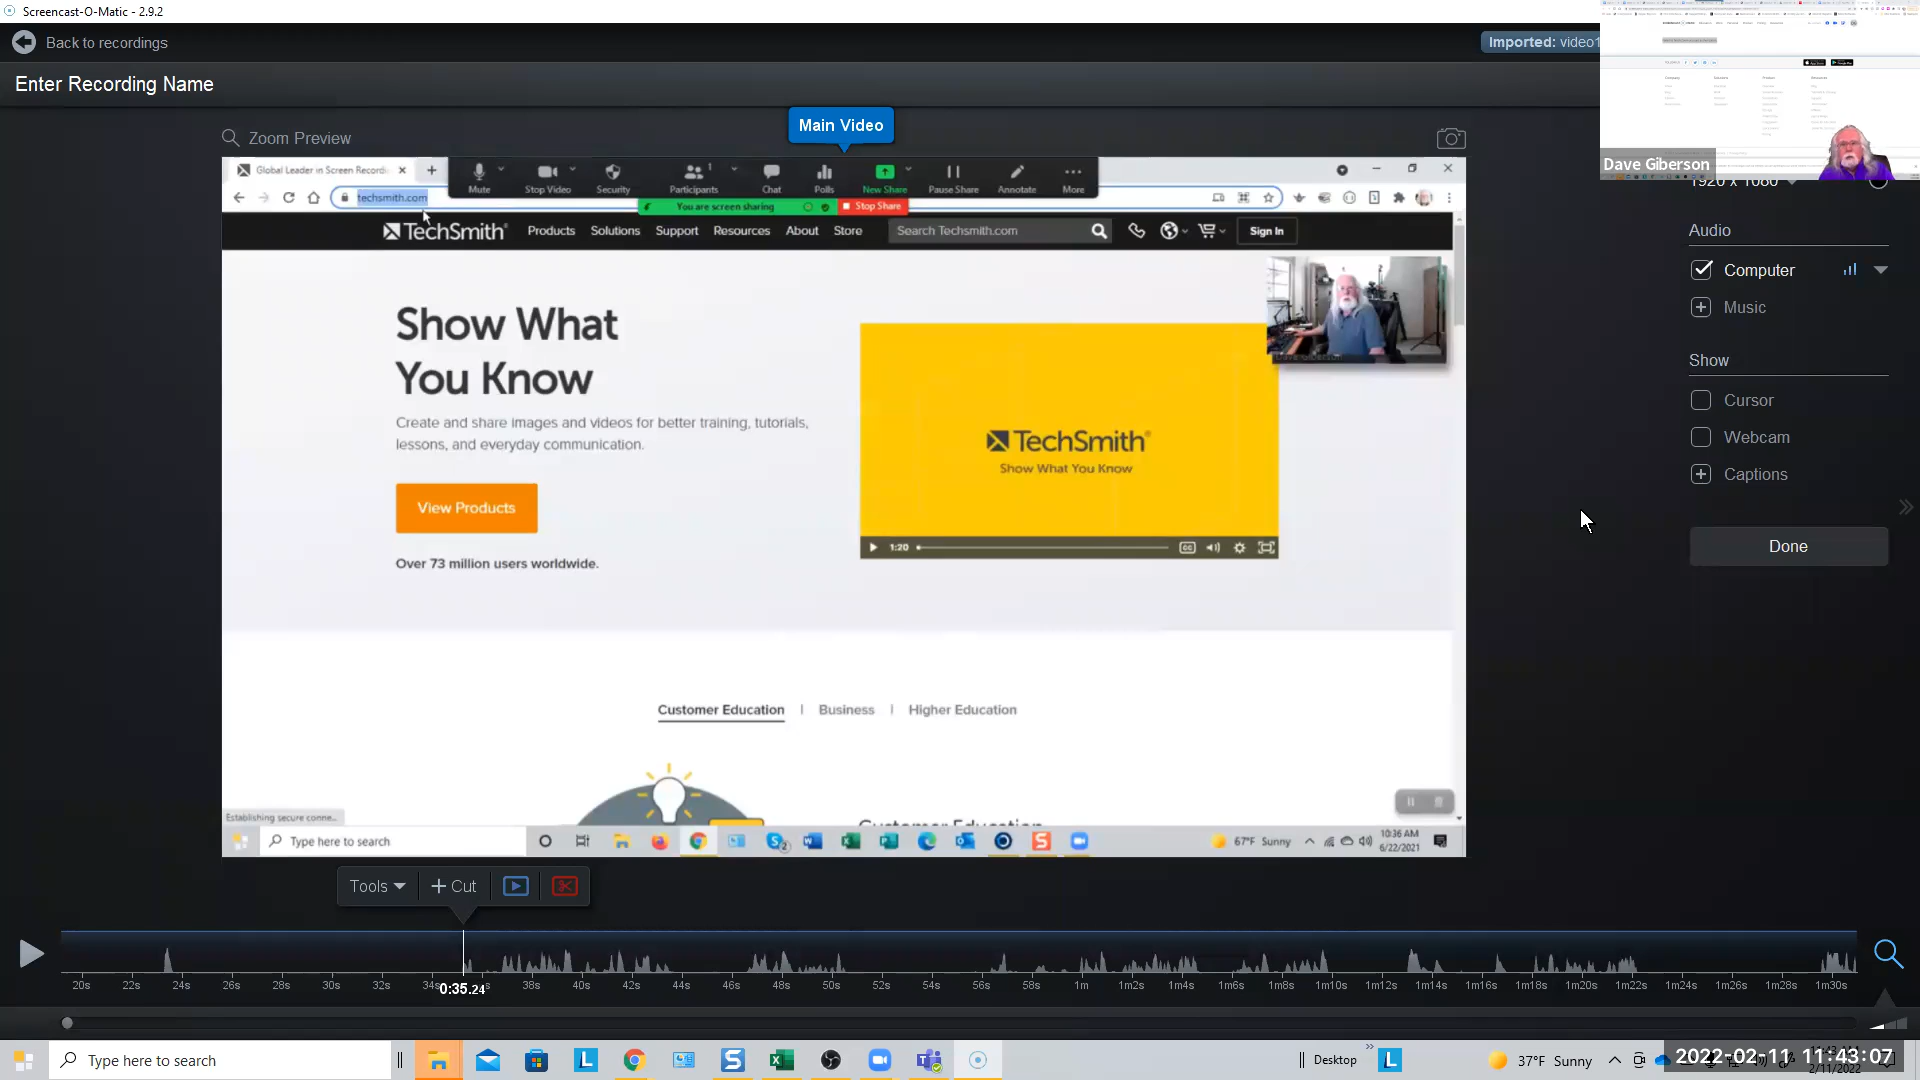 Screencast-O-Matic - 2.9.2
Back to recordings
Imported: video1
Enter Recording Name
Dave Giberson
1920 x 1080
Zoom Preview
Main Video
Global Leader in Screen Recordi
Mute
Stop Video
Security
Participants
1
Chat
Polls
New Share
Pause Share
Annotate
More
techsmith.com
You are screen sharing
Stop Share
TechSmith
Products
Solutions
Support
Resources
About
Store
Search Techsmith.com
Sign In
Show What
You Know
Create and share images and videos for better training, tutorials,
lessons, and everyday communication.
View Products
Over 73 million users worldwide.
Dave Giberson
TechSmith
Show What You Know
1:20
CC
Customer Education | Business | Higher Education
Customer Education
Establishing secure conne...
Type here to search
67°F Sunny
10:36 AM
6/22/2021
Audio
Computer
Music
Show
Cursor
Webcam
Captions
Done
Tools
+ Cut
20s 22s 24s 26s 28s 30s 32s 34s 0:35.24 38s 40s 42s 44s 46s 48s 50s 52s 54s 56s 58s 1m 1m2s 1m4s 1m6s 1m8s 1m10s 1m12s 1m14s 1m16s 1m18s 1m20s 1m22s 1m24s 1m26s 1m28s 1m30s
Type here to search
Desktop
37°F Sunny
2022-02-11 11:43:07
2/11/2022